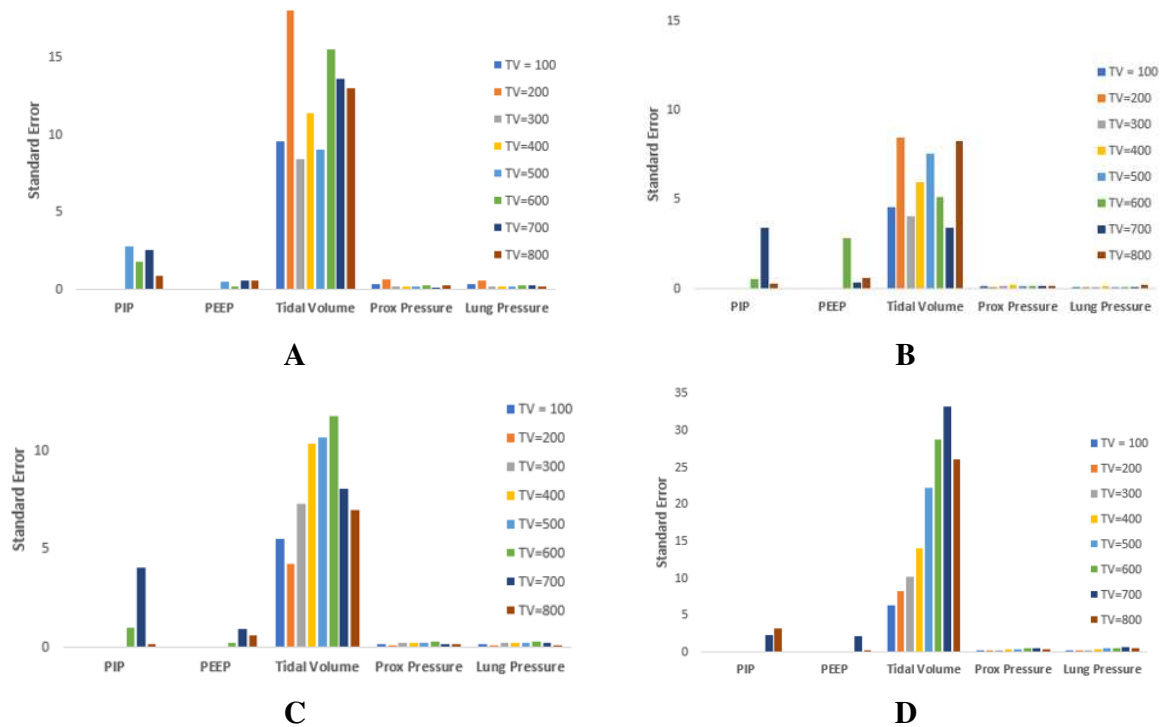 Standard Error
15
10
5
0
PIP PEEP Tidal Volume Prox Pressure Lung Pressure
TV = 100
TV=200
TV=300
TV=400
TV=500
TV=600
TV=700
TV=800
A
Standard Error
15
10
5
0
PIP PEEP Tidal Volume Prox Pressure Lung Pressure
TV = 100
TV=200
TV=300
TV=400
TV=500
TV=600
TV=700
TV=800
B
Standard Error
10
5
0
PIP PEEP Tidal Volume Prox Pressure Lung Pressure
TV = 100
TV=200
TV=300
TV=400
TV=500
TV=600
TV=700
TV=800
C
Standard Error
35
30
25
20
15
10
5
0
PIP PEEP Tidal Volume Prox Pressure Lung Pressure
TV = 100
TV=200
TV=300
TV=400
TV=500
TV=600
TV=700
TV=800
D